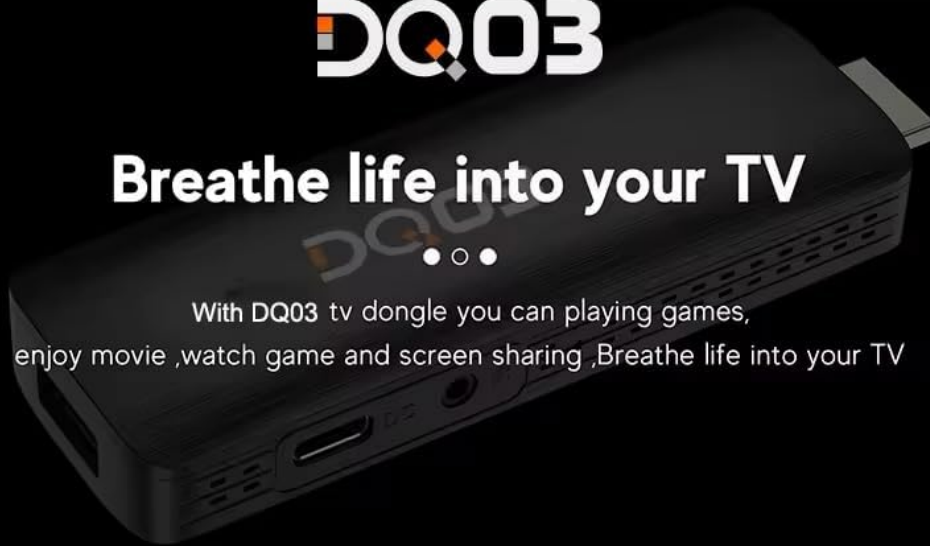 DQ03
Breathe life into your TV
DQ03
With DQ03 tv dongle you can playing games,
enjoy movie ,watch game and screen sharing ,Breathe life into your TV
DC